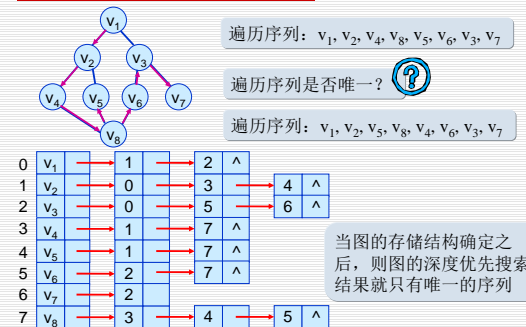 v₁
遍历序列：v₁, v₂, v₄, v₈, v₅, v₆, v₃, v₇
v₂ v₃
遍历序列是否唯一？ ?
v₄ v₅ v₆ v₇
遍历序列：v₁, v₂, v₅, v₈, v₄, v₆, v₃, v₇
v₈
0 v₁ 1 2 ^
1 v₂ 0 3 4 ^
2 v₃ 0 5 6 ^
3 v₄ 1 7 ^
4 v₅ 1 7 ^
5 v₆ 2 7 ^
6 v₇ 2
7 v₈ 3 4 5 ^
当图的存储结构确定之
后，则图的深度优先搜索
结果就只有唯一的序列